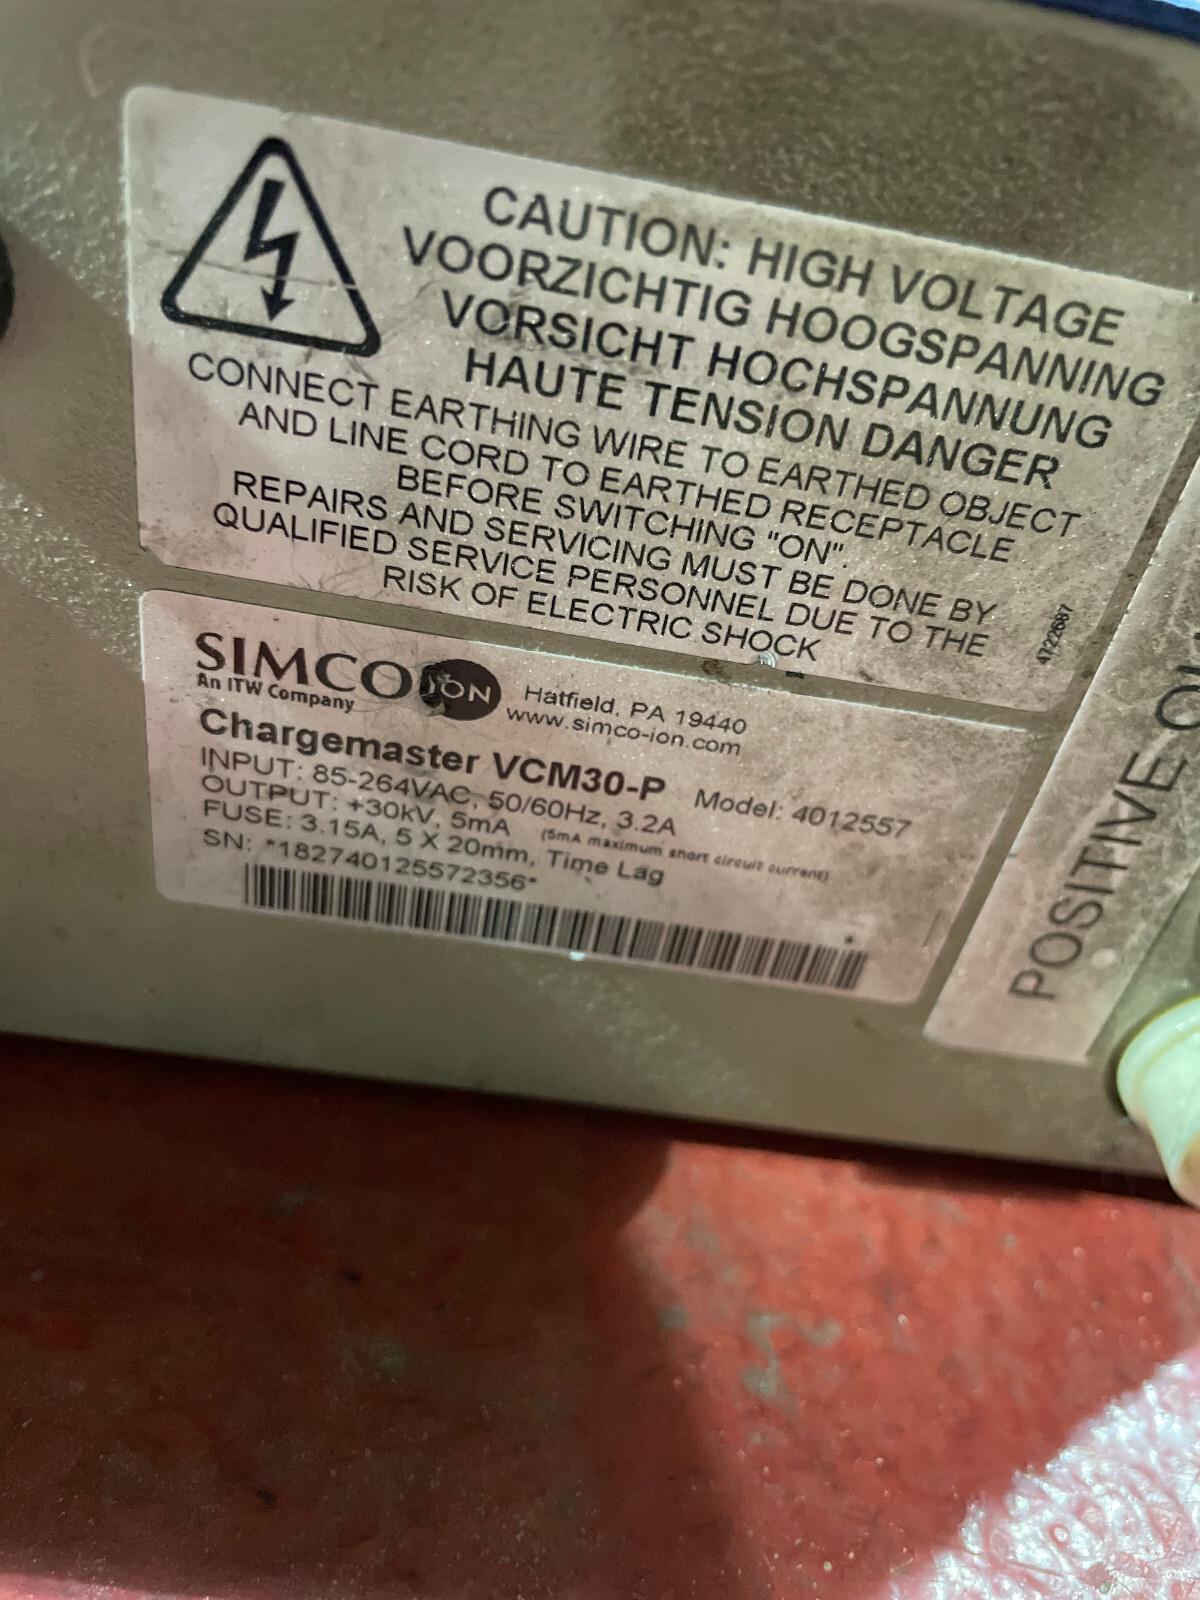 CAUTION: HIGH VOLTAGE
VOORZICHTIG HOOGSPANNING
VORSICHT HOCHSPANNUNG
HAUTE TENSION DANGER
CONNECT EARTHING WIRE TO EARTHED OBJECT
AND LINE CORD TO EARTHED RECEPTACLE
BEFORE SWITCHING "ON".
REPAIRS AND SERVICING MUST BE DONE BY
QUALIFIED SERVICE PERSONNEL DUE TO THE
RISK OF ELECTRIC SHOCK
4722687
SIMCO ION
An ITW Company
Hatfield, PA 19440
www.simco-ion.com
Chargemaster VCM30-P Model: 4012557
INPUT: 85-264VAC, 50/60Hz, 3.2A
OUTPUT: +30kV, 5mA (5mA maximum short circuit current)
FUSE: 3.15A, 5 X 20mm, Time Lag
SN: *182740125572356*
POSITIVE